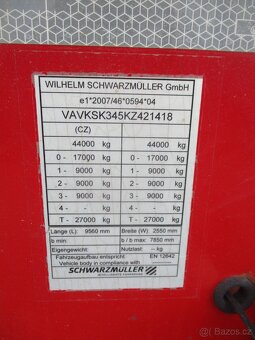 WILHELM SCHWARZMÜLLER GmbH
e1*2007/46*0594*04
VAVKSK345KZ421418
(CZ)
44000 kg 44000 kg
0 - 17000 kg 0 - 17000 kg
1 - 9000 kg 1 - 9000 kg
2 - 9000 kg 2 - 9000 kg
3 - 9000 kg 3 - 9000 kg
4 - - kg 4 - - kg
T - 27000 kg T - 27000 kg
Länge (L): 9560 mm Breite (W): 2550 mm
b min: b / b max: 7850 mm
Eigengewicht: Nutzlast: -- kg
Fahrzeugaufbau entspricht EN 12642
Vehicle body in compliance with
SCHWARZMÜLLER
INTELLIGENTE FAHRZEUGE
Sbazoš.cz